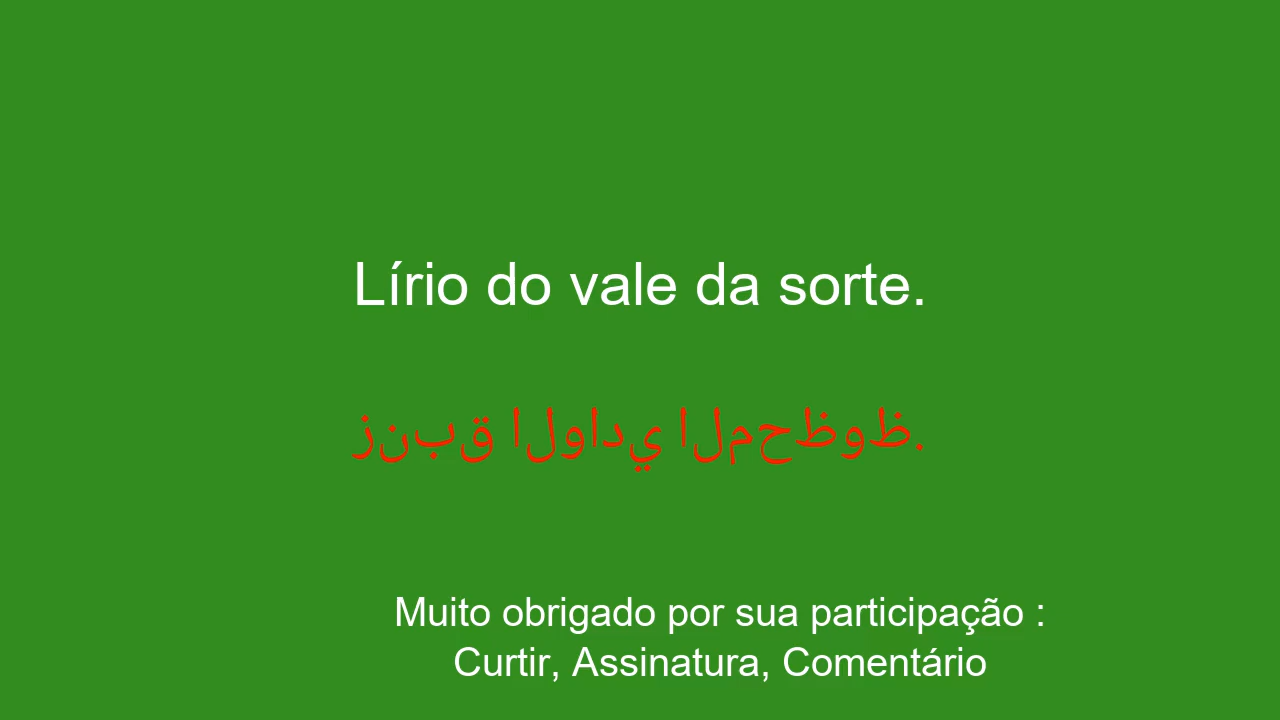 Lírio do vale da sorte.
زنبق الوادي المحظوظ.
Muito obrigado por sua participação :
Curtir, Assinatura, Comentário